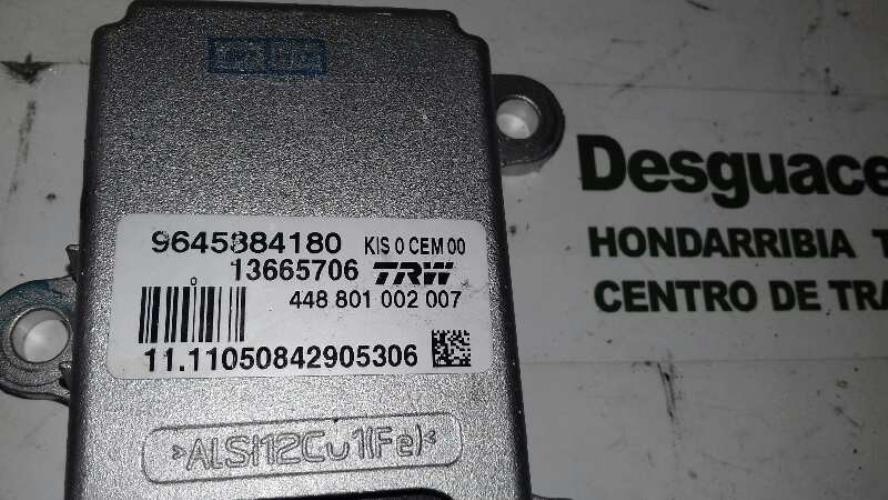 9645884180 KIS 0 CEM 00
13665706 TRW
448 801 002 007
11.11050842905306
>AlSi12Cu1(Fe)<
Desguace
HONDARRIBIA T
CENTRO DE TRA